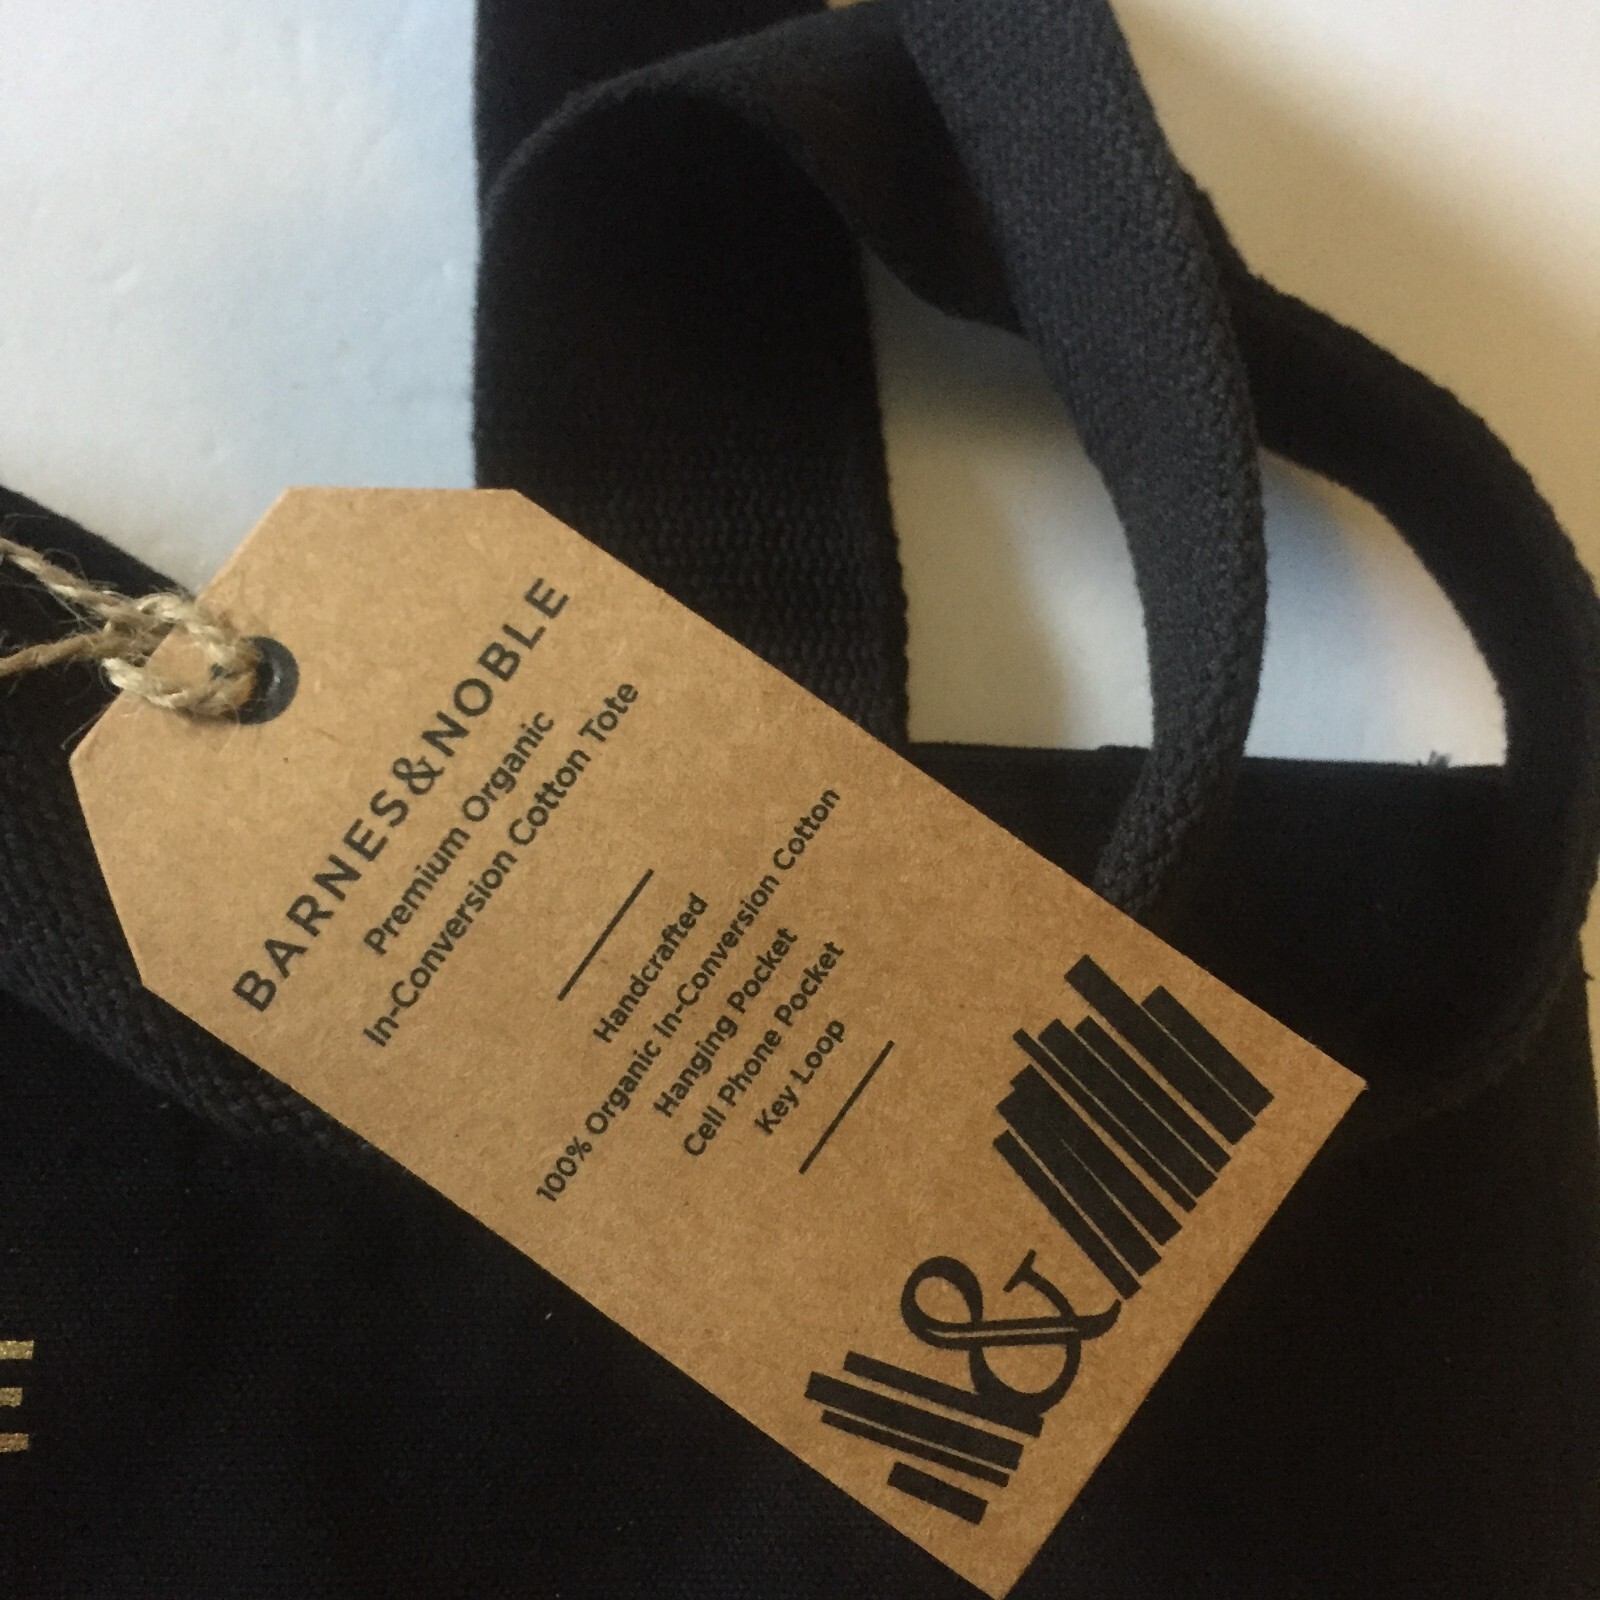 BARNES&NOBLE
Premium Organic
In-Conversion Cotton Tote
Handcrafted
100% Organic In-Conversion Cotton
Hanging Pocket
Cell Phone Pocket
Key Loop
&